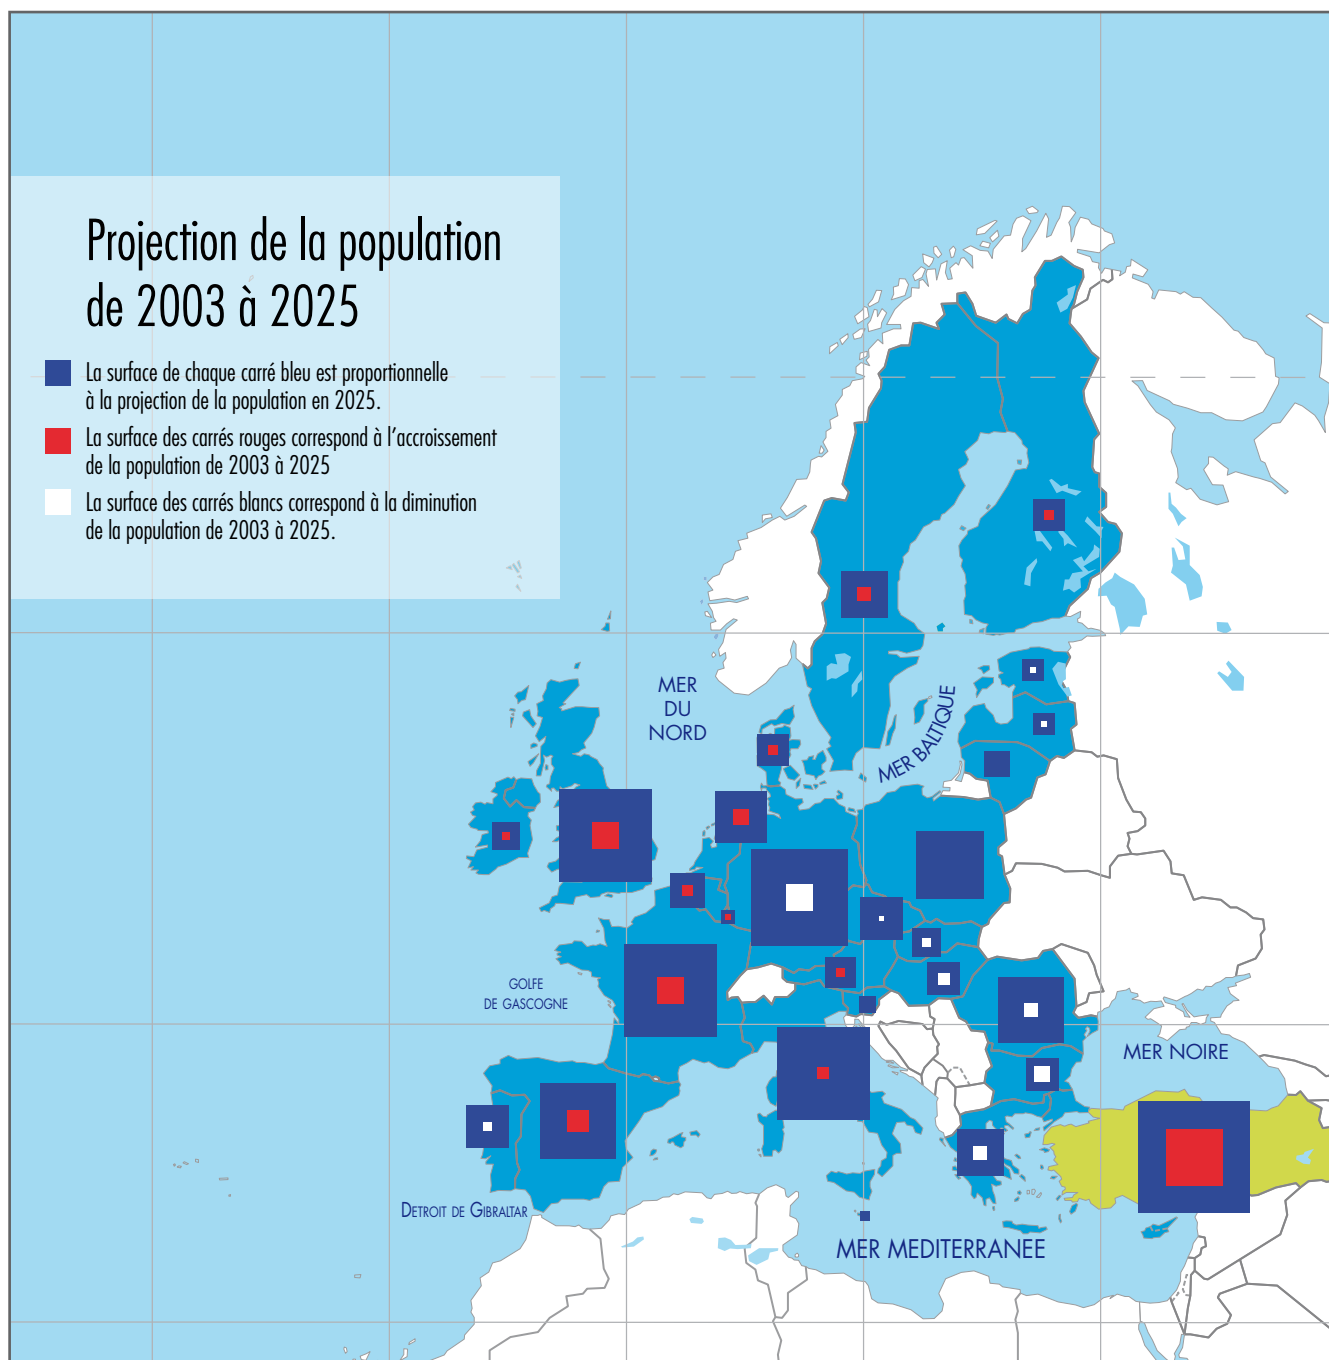 Projection de la population
de 2003 à 2025
La surface de chaque carré bleu est proportionnelle
à la projection de la population en 2025.
La surface des carrés rouges correspond à l'accroissement
de la population de 2003 à 2025
La surface des carrés blancs correspond à la diminution
de la population de 2003 à 2025.
MER
DU
NORD
MER BALTIQUE
GOLFE
DE GASCOGNE
MER NOIRE
DETROIT DE GIBRALTAR
MER MEDITERRANEE